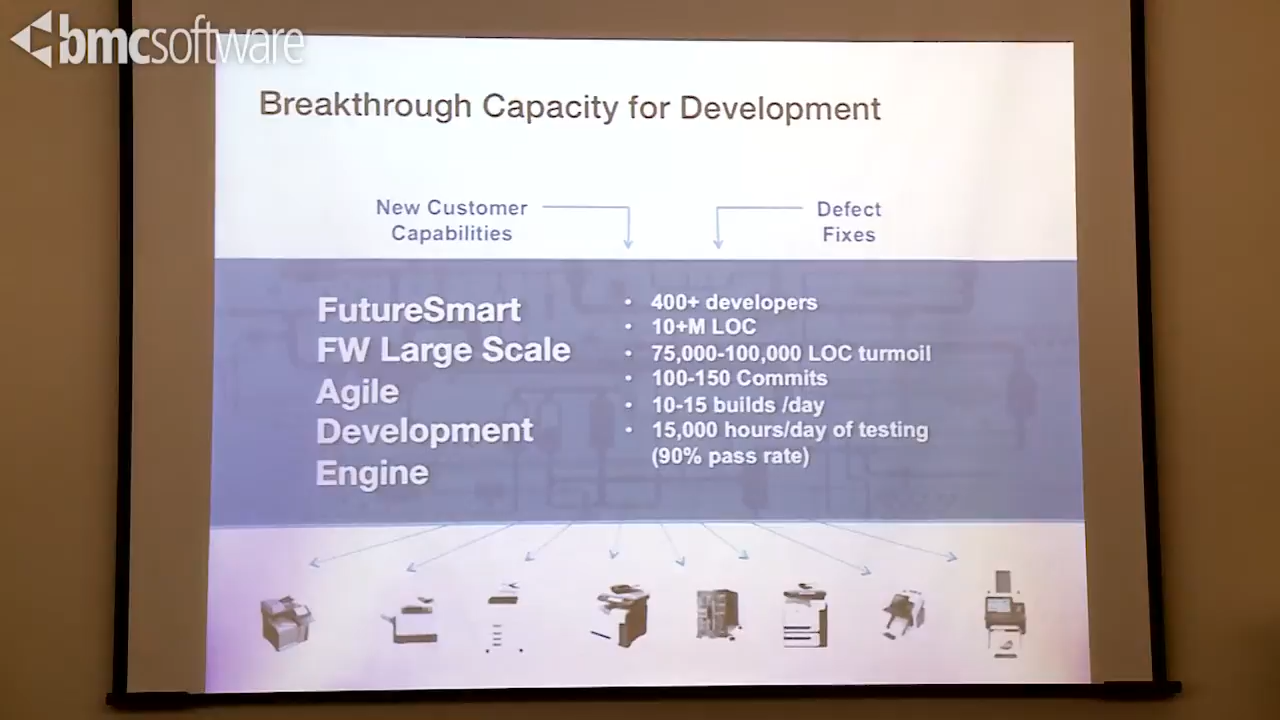 bmcsoftware
Breakthrough Capacity for Development
New Customer
Capabilities
Defect
Fixes
FutureSmart
FW Large Scale
Agile
Development
Engine
• 400+ developers
• 10+M LOC
• 75,000-100,000 LOC turmoil
• 100-150 Commits
• 10-15 builds /day
• 15,000 hours/day of testing
(90% pass rate)